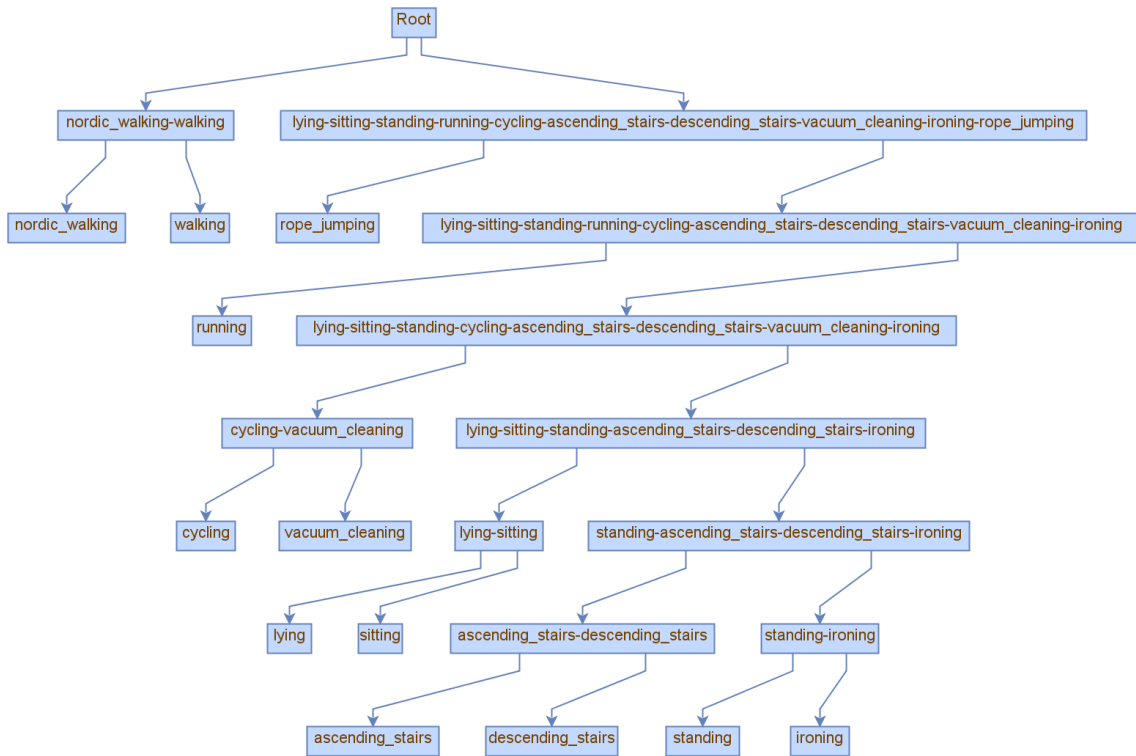 Root
nordic_walking-walking
lying-sitting-standing-running-cycling-ascending_stairs-descending_stairs-vacuum_cleaning-ironing-rope_jumping
nordic_walking
walking
rope_jumping
lying-sitting-standing-running-cycling-ascending_stairs-descending_stairs-vacuum_cleaning-ironing
running
lying-sitting-standing-cycling-ascending_stairs-descending_stairs-vacuum_cleaning-ironing
cycling-vacuum_cleaning
lying-sitting-standing-ascending_stairs-descending_stairs-ironing
cycling
vacuum_cleaning
lying-sitting
standing-ascending_stairs-descending_stairs-ironing
lying
sitting
ascending_stairs-descending_stairs
standing-ironing
ascending_stairs
descending_stairs
standing
ironing